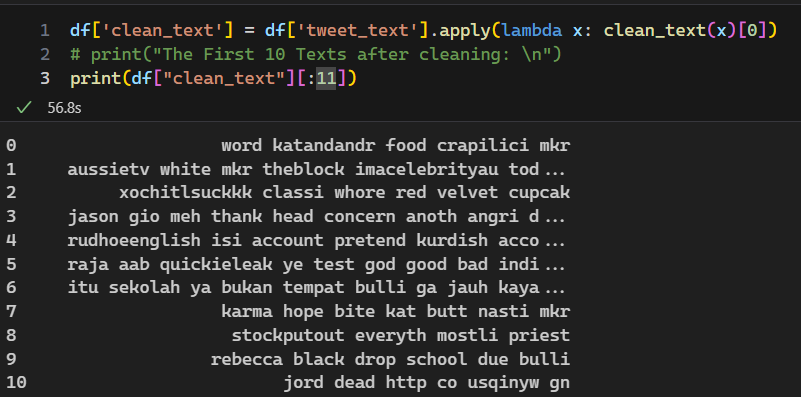 1 df['clean_text'] = df['tweet_text'].apply(lambda x: clean_text(x)[0])
2 # print("The First 10 Texts after cleaning: \n")
3 print(df["clean_text"][:11])
✓ 56.8s
0 word katandandr food crapilici mkr
1 aussietv white mkr theblock imacelebrityau tod...
2 xochitlsuckkk classi whore red velvet cupcak
3 jason gio meh thank head concern anoth angri d...
4 rudhoeenglish isi account pretend kurdish acco...
5 raja aab quickieleak ye test god good bad indi...
6 itu sekolah ya bukan tempat bulli ga jauh kaya...
7 karma hope bite kat butt nasti mkr
8 stockputout everyth mostli priest
9 rebecca black drop school due bulli
10 jord dead http co usqinyw gn